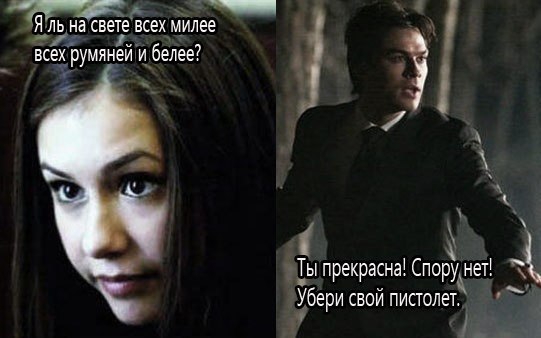 Я ль на свете всех милее
всех румяней и белее?
Ты прекрасна! Спору нет!
Убери свой пистолет.